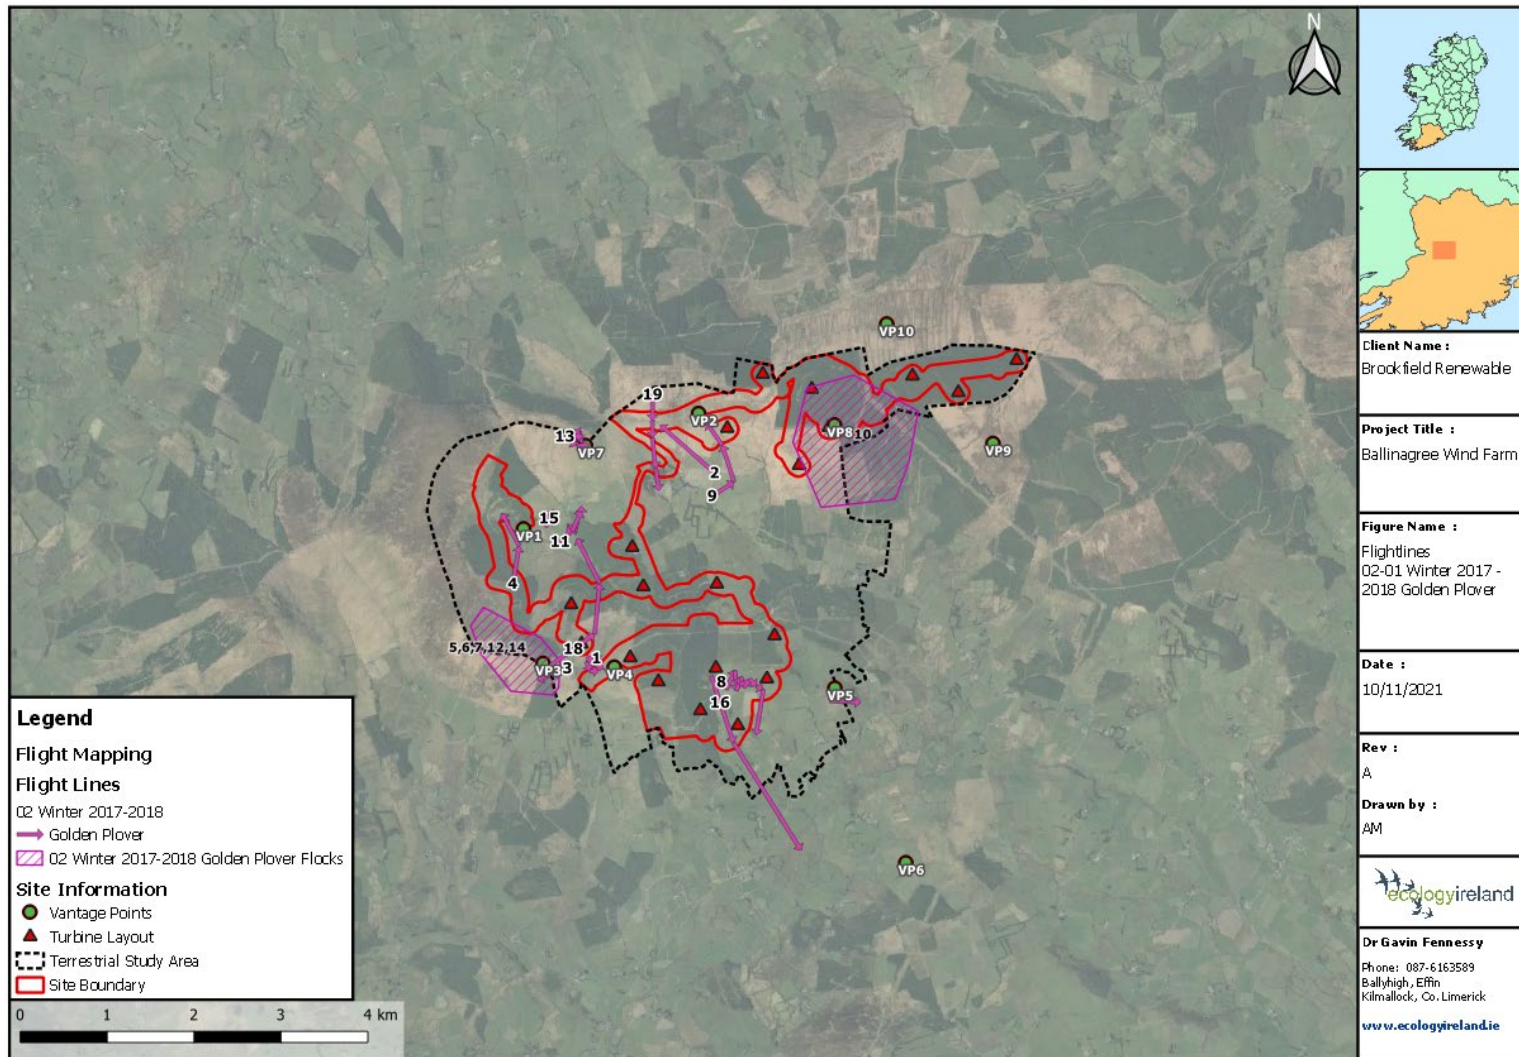 N
VP10
19
VP2
13
VP7
VP8
10
VP9
2
9
15
VP1
11
4
5,6,7,12,14
18
VP3
3
1
VP4
8
16
VP5
VP6
Legend
Flight Mapping
Flight Lines
02 Winter 2017-2018
Golden Plover
02 Winter 2017-2018 Golden Plover Flocks
Site Information
Vantage Points
Turbine Layout
Terrestrial Study Area
Site Boundary
0 1 2 3 4 km
Client Name :
Brookfield Renewable
Project Title :
Ballinagree Wind Farm
Figure Name :
Flightlines
02-01 Winter 2017 -
2018 Golden Plover
Date :
10/11/2021
Rev :
A
Drawn by :
AM
ecologyireland
Dr Gavin Fennessy
Phone: 087-6163589
Ballyhigh, Effin
Kilmallock, Co. Limerick
www.ecologyireland.ie